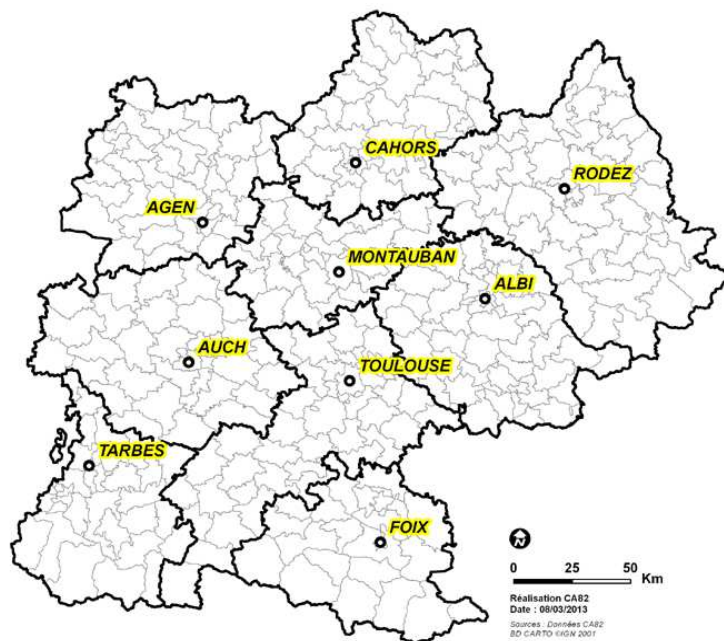 CAHORS
RODEZ
AGEN
MONTAUBAN
ALBI
AUCH
TOULOUSE
TARBES
FOIX
N
0 25 50
Km
Réalisation CA82
Date : 08/03/2013
Sources : Données CA82
BD CARTO ©IGN 2001